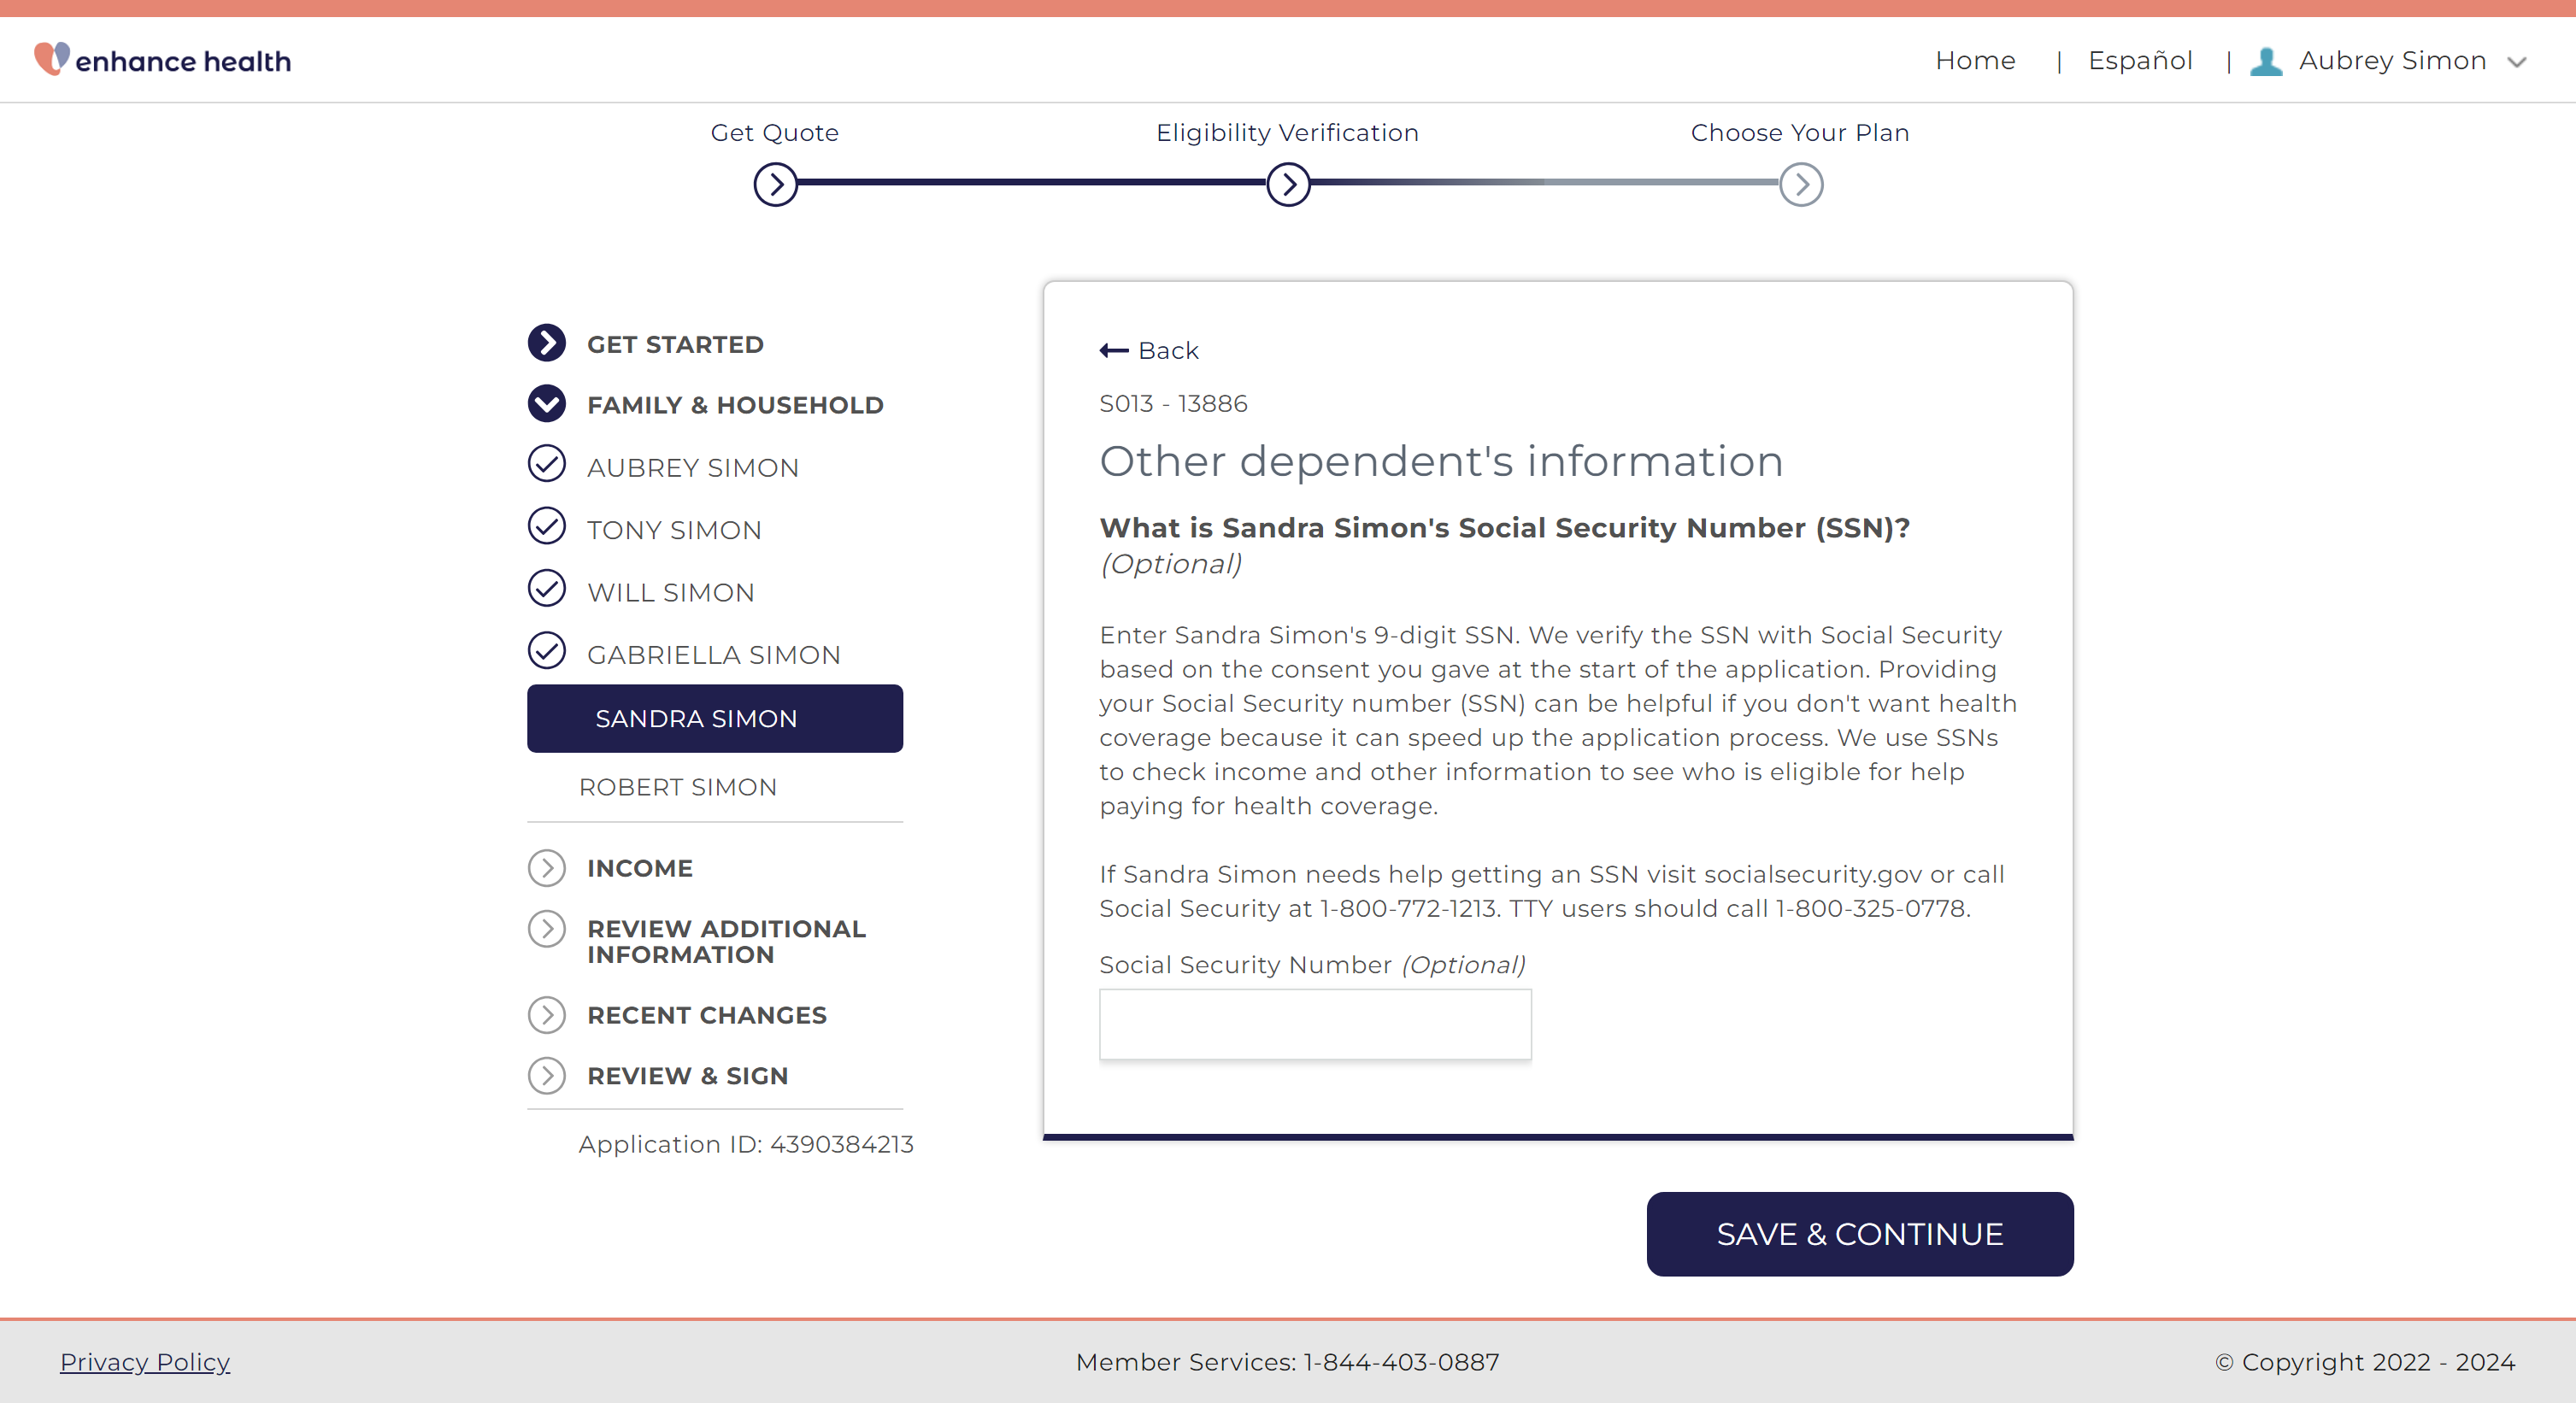 enhance health
Home | Español | Aubrey Simon
Get Quote
Eligibility Verification
Choose Your Plan
GET STARTED
FAMILY & HOUSEHOLD
AUBREY SIMON
TONY SIMON
WILL SIMON
GABRIELLA SIMON
SANDRA SIMON
ROBERT SIMON
INCOME
REVIEW ADDITIONAL
INFORMATION
RECENT CHANGES
REVIEW & SIGN
Application ID: 4390384213
Back
S013 - 13886
Other dependent's information
What is Sandra Simon's Social Security Number (SSN)?
(Optional)
Enter Sandra Simon's 9-digit SSN. We verify the SSN with Social Security
based on the consent you gave at the start of the application. Providing
your Social Security number (SSN) can be helpful if you don't want health
coverage because it can speed up the application process. We use SSNs
to check income and other information to see who is eligible for help
paying for health coverage.
If Sandra Simon needs help getting an SSN visit socialsecurity.gov or call
Social Security at 1-800-772-1213. TTY users should call 1-800-325-0778.
Social Security Number (Optional)
SAVE & CONTINUE
Privacy Policy
Member Services: 1-844-403-0887
© Copyright 2022 - 2024